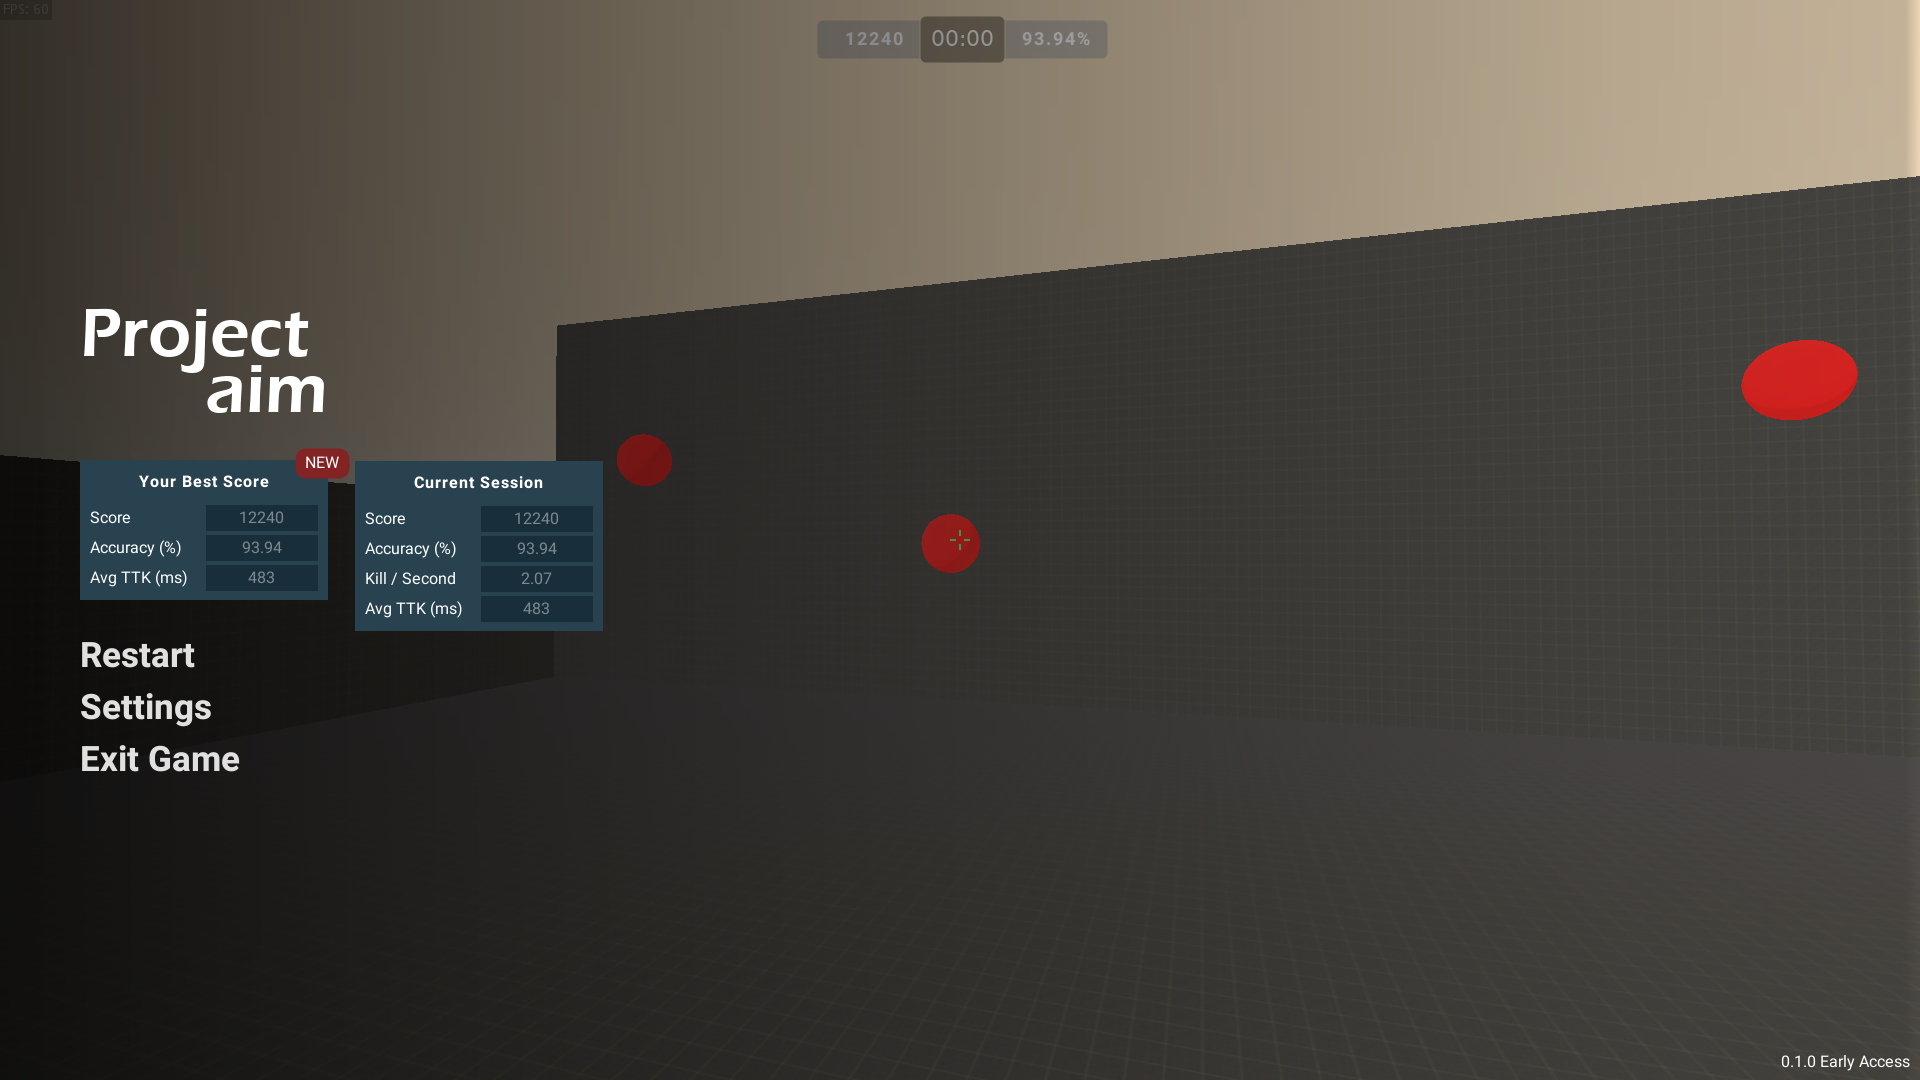 FPS: 60
12240 00:00 93.94%
Project
aim
NEW
Your Best Score
Score 12240
Accuracy (%) 93.94
Avg TTK (ms) 483
Current Session
Score 12240
Accuracy (%) 93.94
Kill / Second 2.07
Avg TTK (ms) 483
Restart
Settings
Exit Game
0.1.0 Early Access